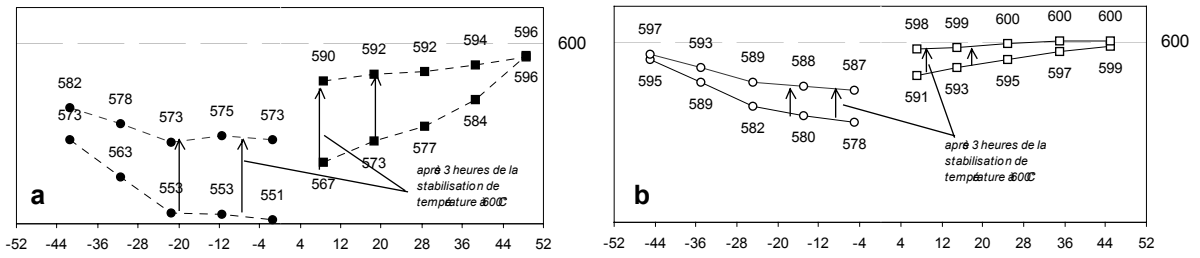 596
590 592 592 594 600
582
578
573 575 573
573
596
584
563
577
573
567
553 553 551
après 3 heures de la
stabilisation de
température à 600°C
a
-52 -44 -36 -28 -20 -12 -4 4 12 20 28 36 44 52
597 593 589 588 587
598 599 600 600 600
600
595 589 582 580 578
591 593 595 597 599
après 3 heures de la
stabilisation de
température à 600°C
b
-52 -44 -36 -28 -20 -12 -4 4 12 20 28 36 44 52